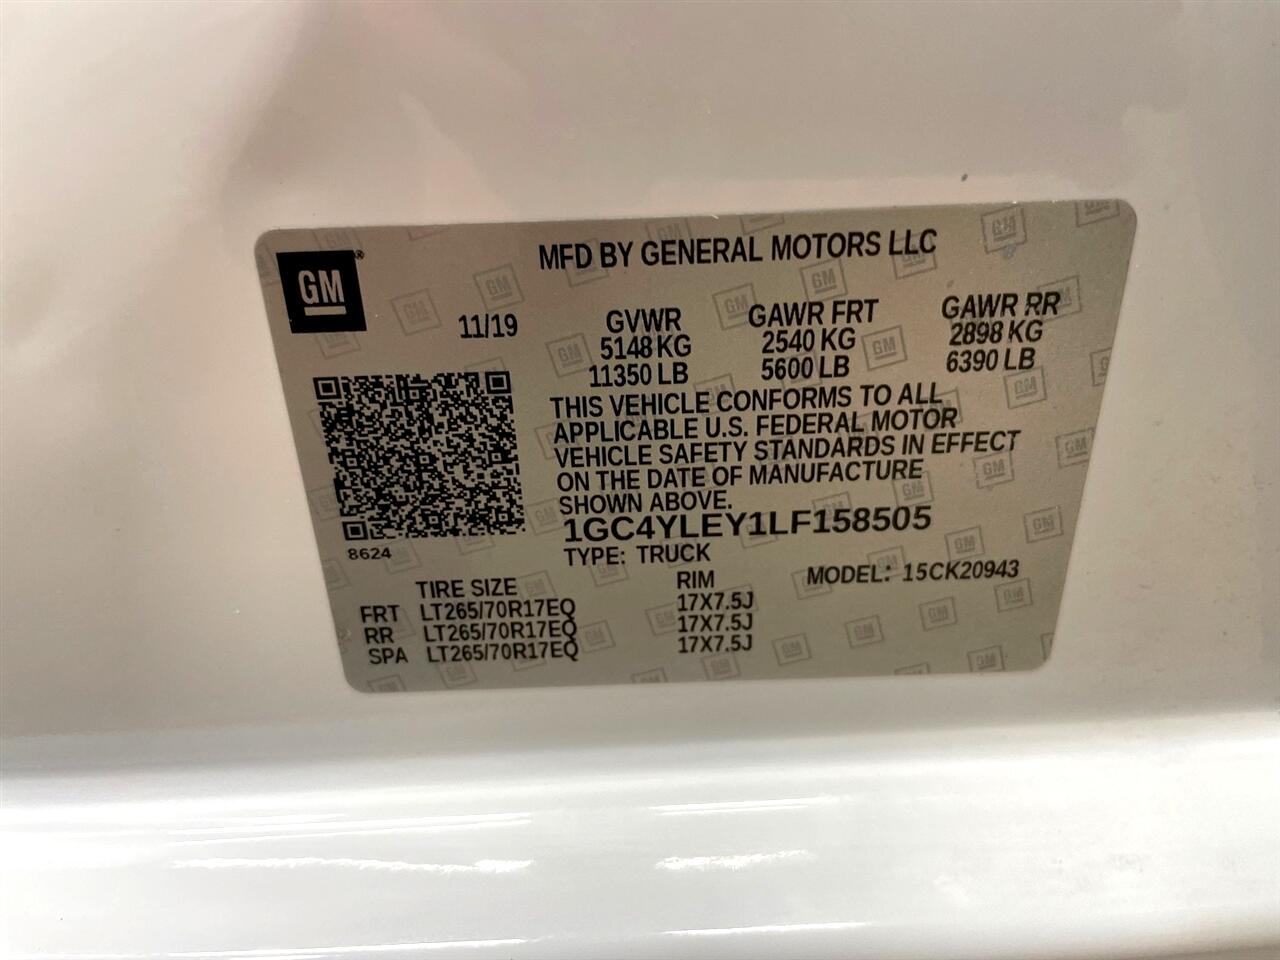 GM®
MFD BY GENERAL MOTORS LLC
11/19
GVWR GAWR FRT GAWR RR
5148 KG 2540 KG 2898 KG
11350 LB 5600 LB 6390 LB
THIS VEHICLE CONFORMS TO ALL
APPLICABLE U.S. FEDERAL MOTOR
VEHICLE SAFETY STANDARDS IN EFFECT
ON THE DATE OF MANUFACTURE
SHOWN ABOVE.
1GC4YLEY1LF158505
8624
TYPE: TRUCK
MODEL: 15CK20943
TIRE SIZE RIM
FRT LT265/70R17EQ 17X7.5J
RR LT265/70R17EQ 17X7.5J
SPA LT265/70R17EQ 17X7.5J